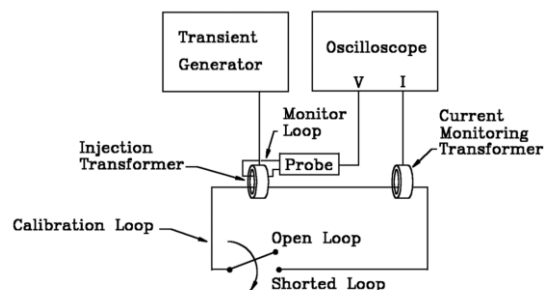 Transient
Generator
Oscilloscope
V I
Monitor
Loop
Current
Monitoring
Transformer
Injection
Transformer
Probe
Calibration Loop
Open Loop
Shorted Loop